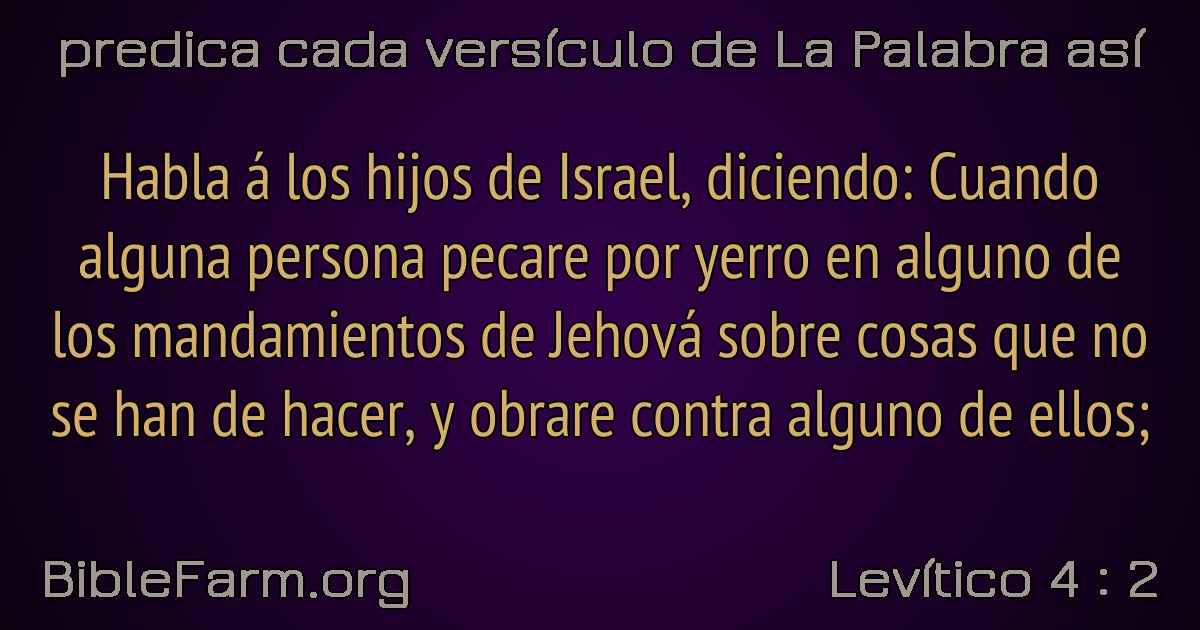 predica cada versículo de La Palabra así
Habla á los hijos de Israel, diciendo: Cuando
alguna persona pecare por yerro en alguno de
los mandamientos de Jehová sobre cosas que no
se han de hacer, y obrare contra alguno de ellos;
BibleFarm.org
Levítico 4 : 2